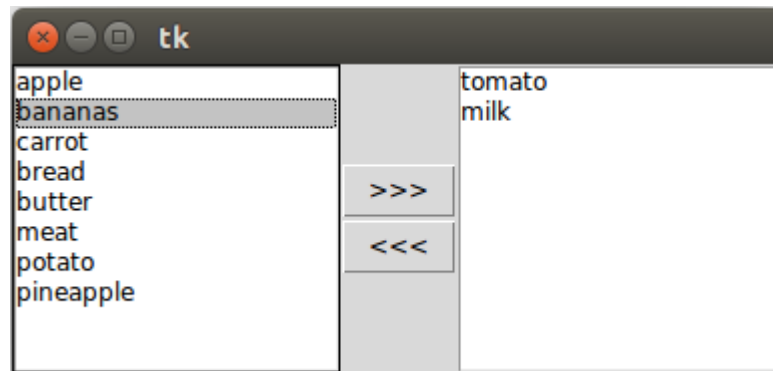 tk
apple
bananas
carrot
bread
butter
meat
potato
pineapple
>>>
<<<
tomato
milk